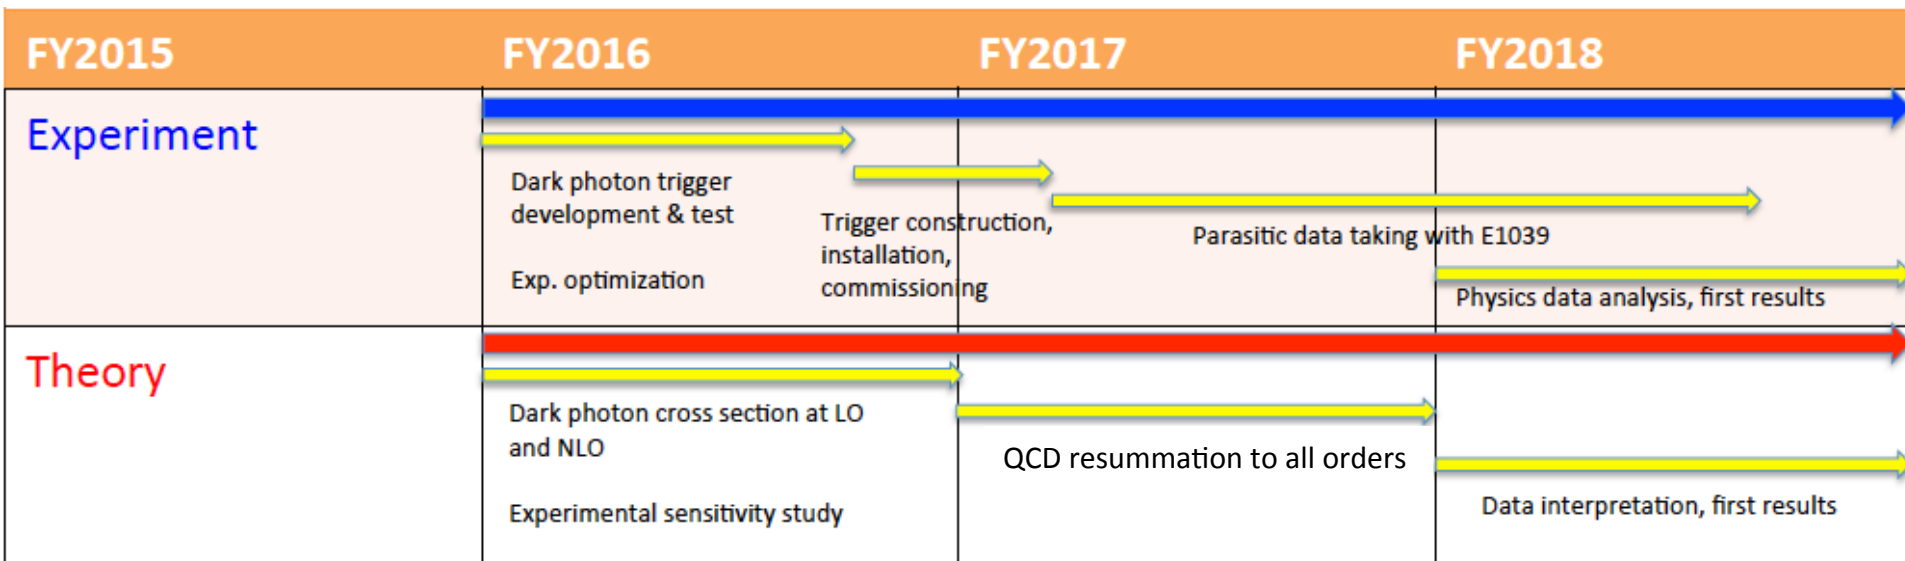 FY2015 FY2016 FY2017 FY2018
Experiment
Dark photon trigger
development & test
Exp. optimization
Trigger construction,
installation,
commissioning
Parasitic data taking with E1039
Physics data analysis, first results
Theory
Dark photon cross section at LO
and NLO
Experimental sensitivity study
QCD resummation to all orders
Data interpretation, first results